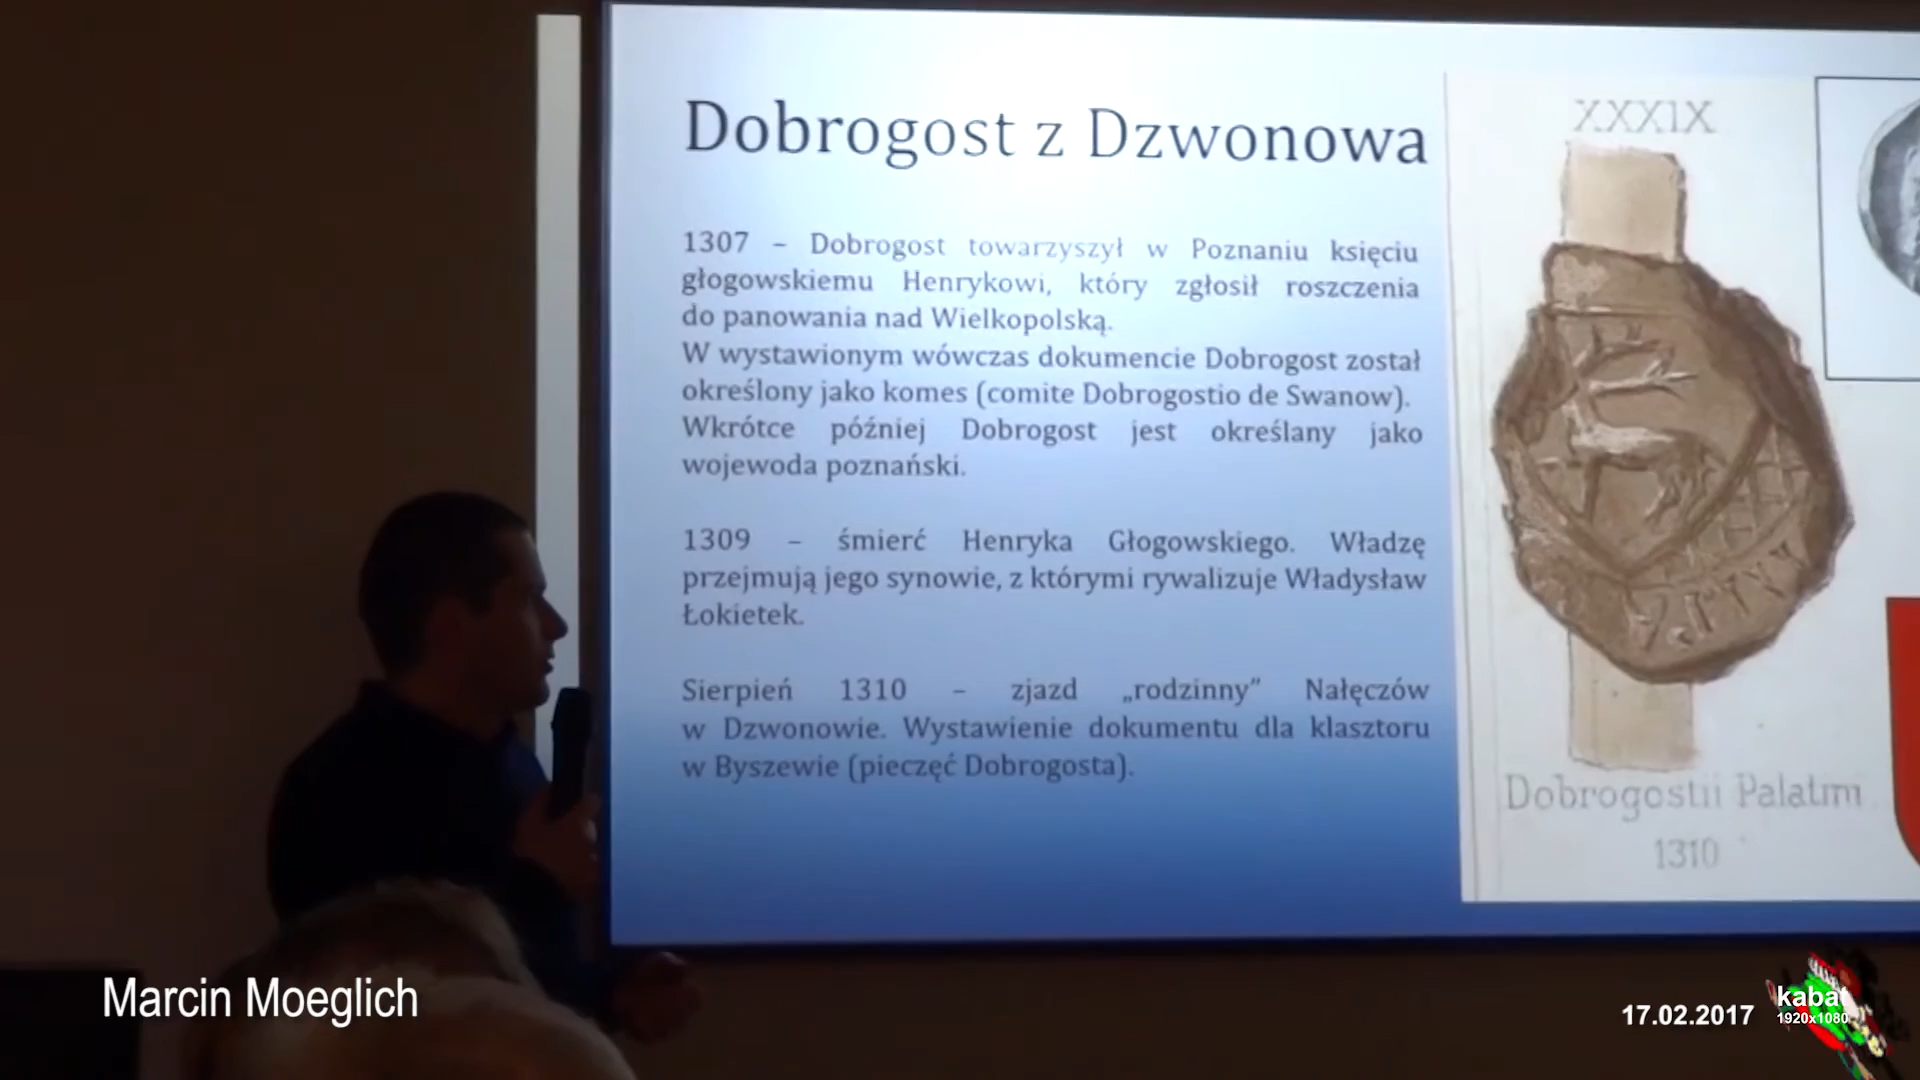 Dobrogost z Dzwonowa
1307 – Dobrogost towarzyszył w Poznaniu księciu
głogowskiemu Henrykowi, który zgłosił roszczenia
do panowania nad Wielkopolską.
W wystawionym wówczas dokumencie Dobrogost został
określony jako komes (comite Dobrogostio de Swanow).
Wkrótce później Dobrogost jest określany jako
wojewoda poznański.
1309 – śmierć Henryka Głogowskiego. Władzę
przejmują jego synowie, z którymi rywalizuje Władysław
Łokietek.
Sierpień 1310 – zjazd „rodzinny” Nałęczów
w Dzwonowie. Wystawienie dokumentu dla klasztoru
w Byszewie (pieczęć Dobrogosta).
XXXIX
Dobrogostii Palatini
1310
Marcin Moeglich
17.02.2017
kabat
1920x1080